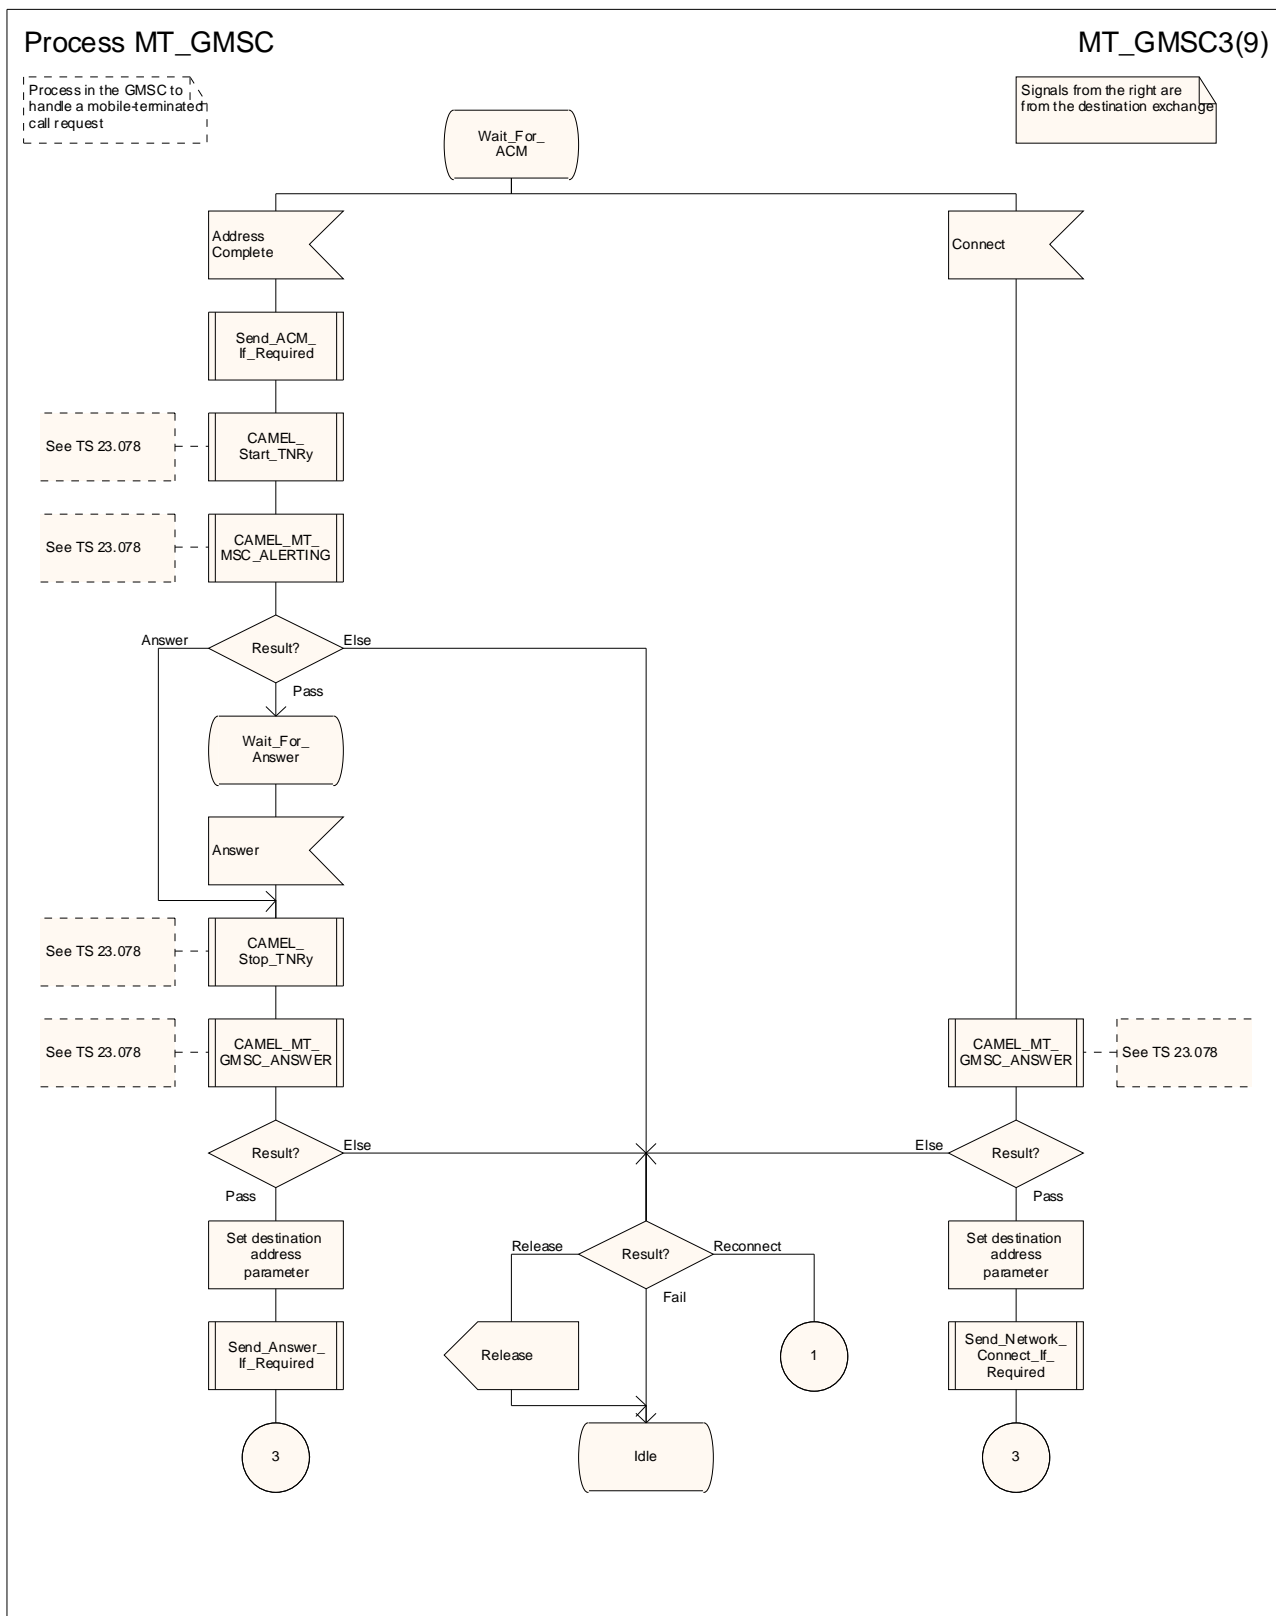 Process MT_GMSC
MT_GMSC3(9)
Process in the GMSC to
handle a mobile-terminated
call request
Signals from the right are
from the destination exchange
Wait_For_
ACM
Address
Complete
Connect
Send_ACM_
If_Required
See TS 23.078
CAMEL_
Start_TNRy
See TS 23.078
CAMEL_MT_
MSC_ALERTING
Answer
Result?
Else
Pass
Wait_For_
Answer
Answer
See TS 23.078
CAMEL_
Stop_TNRy
See TS 23.078
CAMEL_MT_
GMSC_ANSWER
CAMEL_MT_
GMSC_ANSWER
See TS 23.078
Result?
Else
Else
Result?
Pass
Pass
Set destination
address
parameter
Release
Result?
Reconnect
Fail
Set destination
address
parameter
Send_Answer_
If_Required
Release
1
Send_Network_
Connect_If_
Required
3
Idle
3